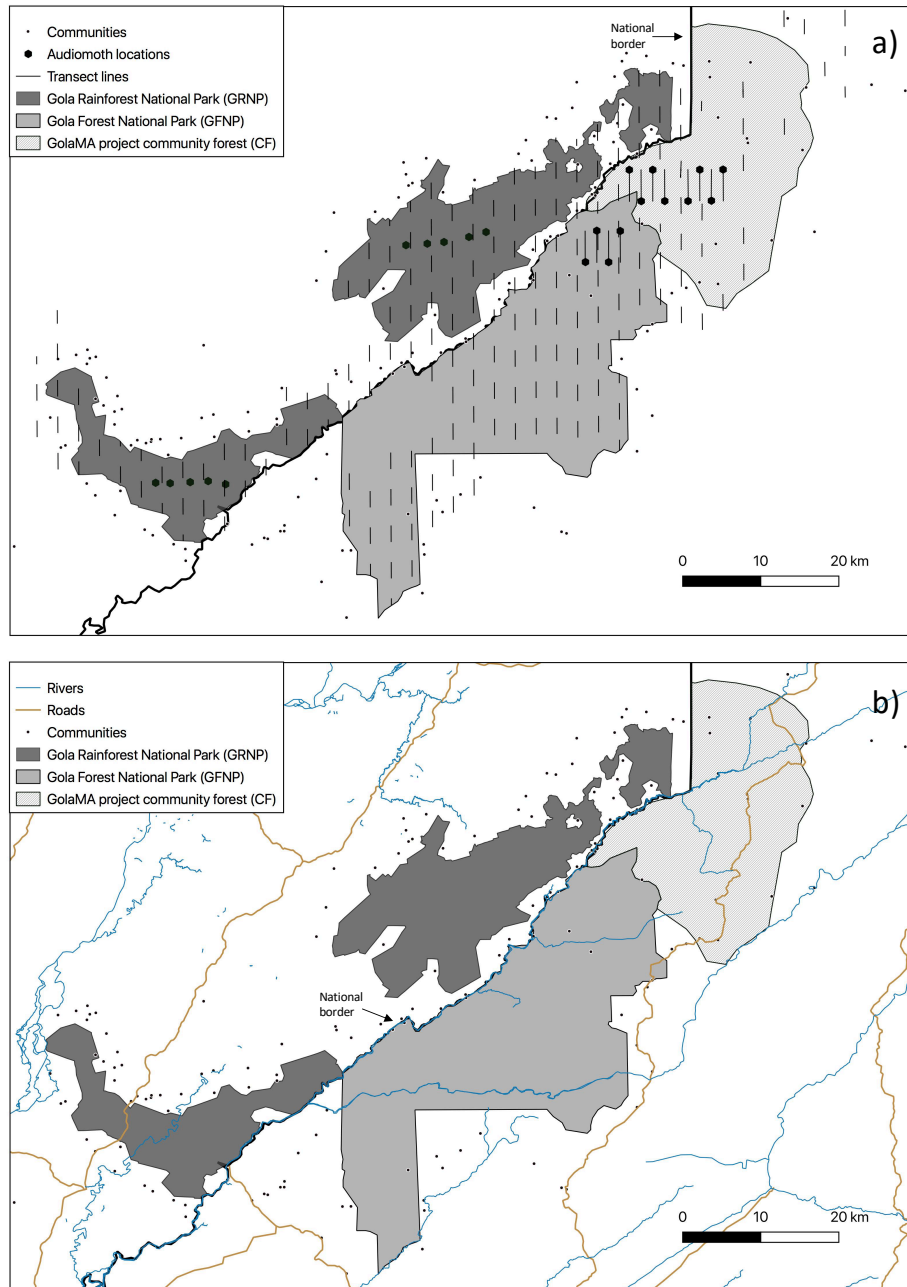 Communities
Audiomoth locations
Transect lines
Gola Rainforest National Park (GRNP)
Gola Forest National Park (GFNP)
GolaMA project community forest (CF)
National
border
a)
0 10 20 km
Rivers
Roads
Communities
Gola Rainforest National Park (GRNP)
Gola Forest National Park (GFNP)
GolaMA project community forest (CF)
b)
National
border
0 10 20 km